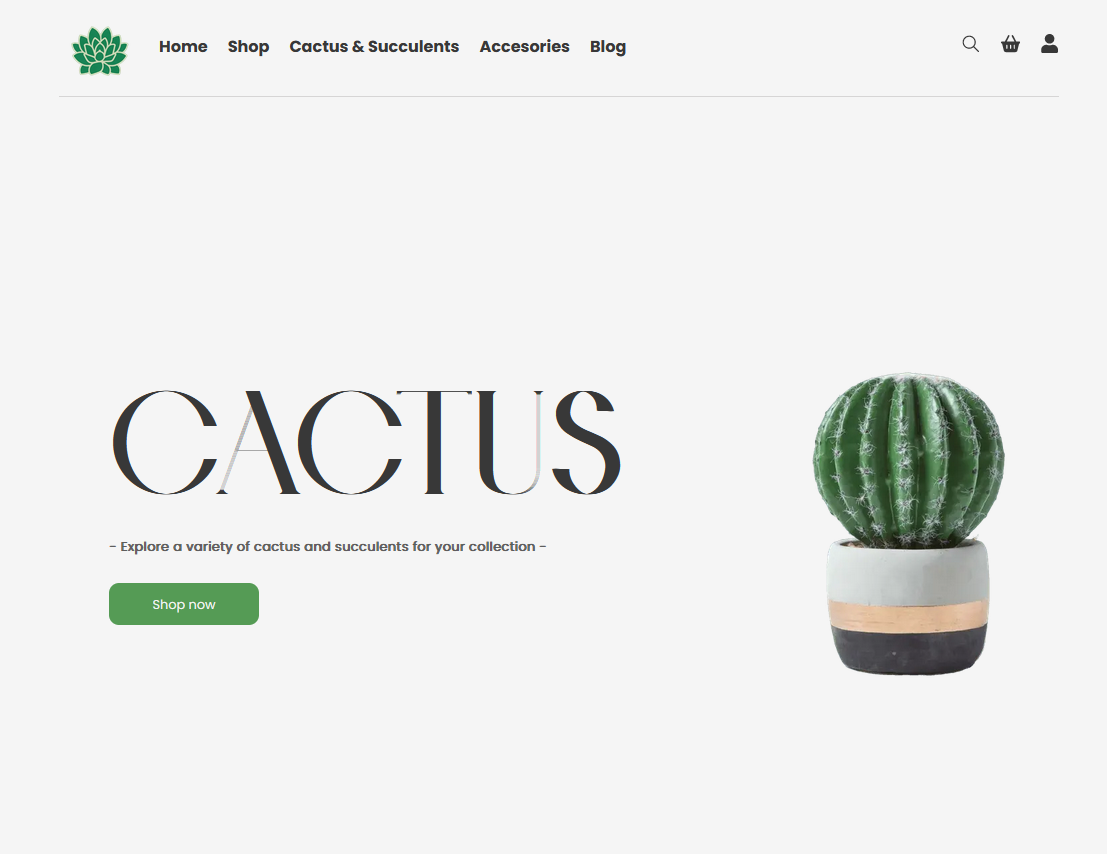 Home Shop Cactus & Succulents Accesories Blog
CACTUS
- Explore a variety of cactus and succulents for your collection -
Shop now